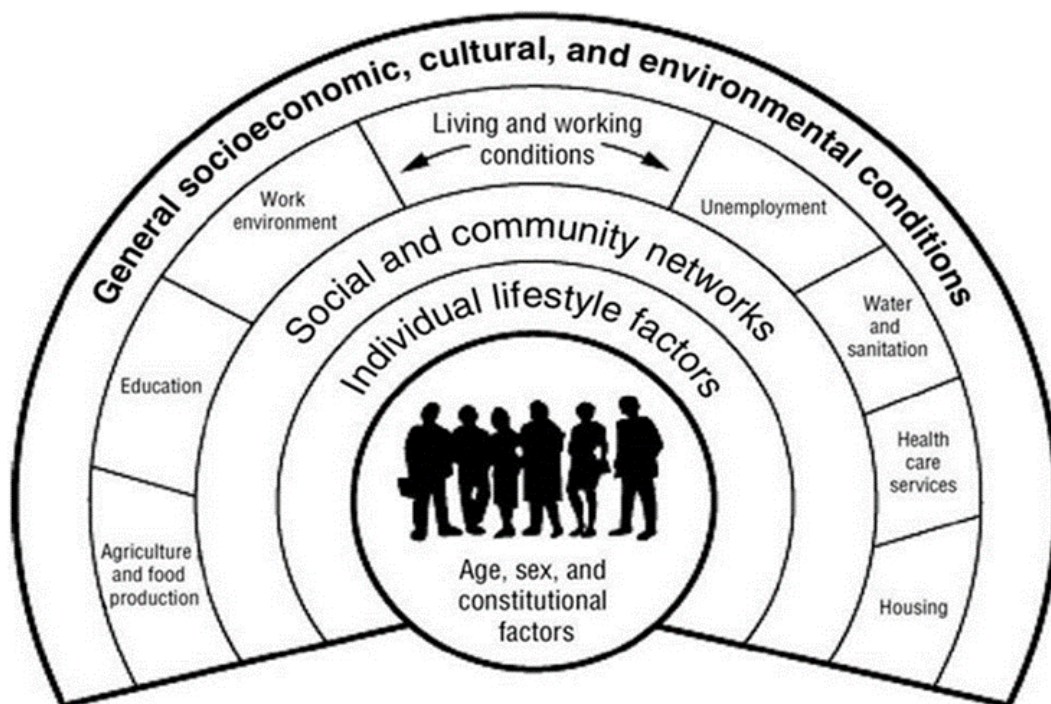 General socioeconomic, cultural, and environmental conditions
Living and working
conditions
Work
environment
Unemployment
Education
Water
and
sanitation
Agriculture
and food
production
Health
care
services
Housing
Social and community networks
Individual lifestyle factors
Age, sex, and
constitutional
factors